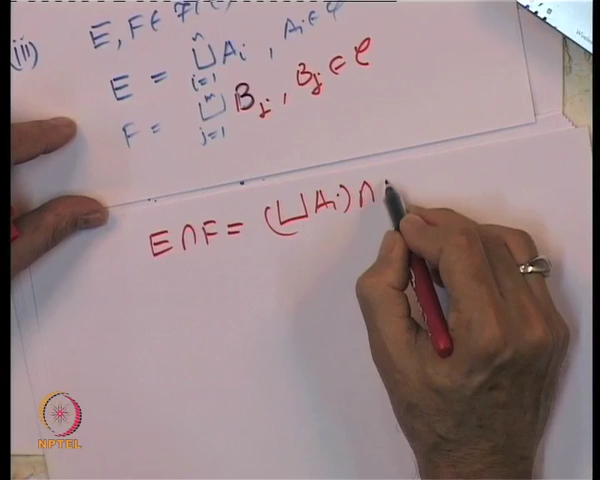 (iii) E, F ∈ F(C)
E = ⊔ᵢ₌₁ⁿ Aᵢ , Aᵢ ∈ C
F = ⊔ⱼ₌₁ᵐ Bⱼ , Bⱼ ∈ C
E ∩ F = (⊔ Aᵢ) ∩
NPTEL